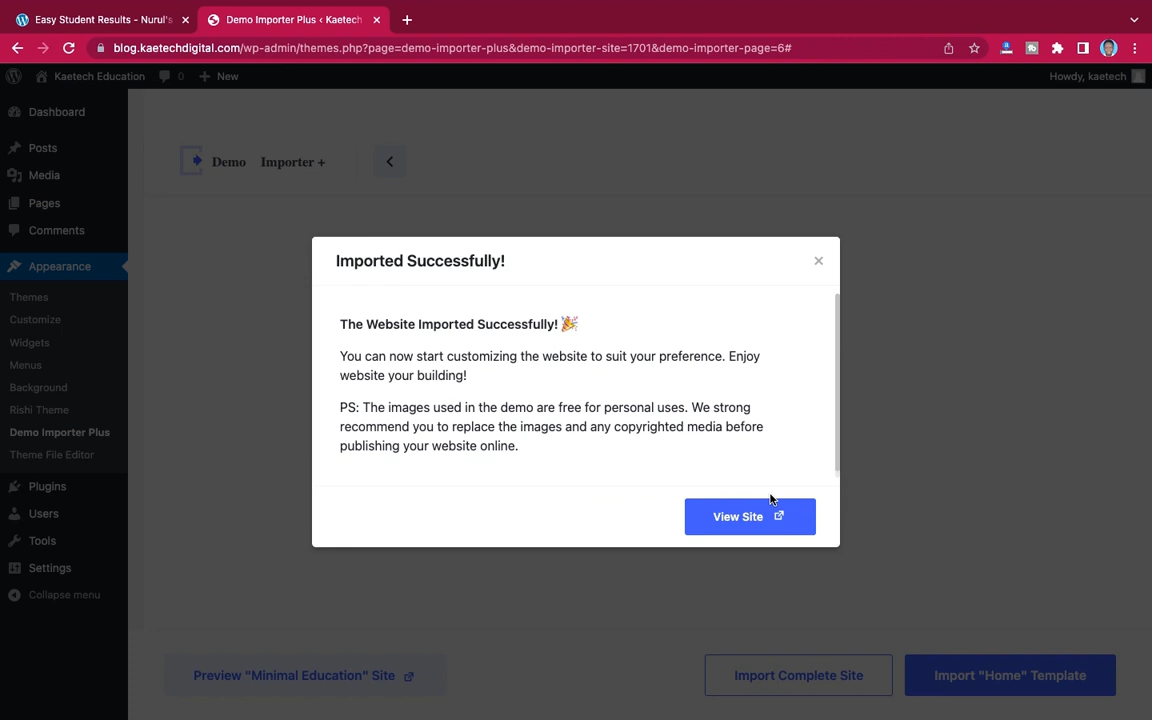 Easy Student Results - Nurul's
Demo Importer Plus ‹ Kaetech
blog.kaetechdigital.com/wp-admin/themes.php?page=demo-importer-plus&demo-importer-site=1701&demo-importer-page=6#
Kaetech Education
0
New
Howdy, kaetech
Dashboard
Posts
Media
Pages
Comments
Appearance
Themes
Customize
Widgets
Menus
Background
Rishi Theme
Demo Importer Plus
Theme File Editor
Plugins
Users
Tools
Settings
Collapse menu
Demo Importer +
Imported Successfully!
The Website Imported Successfully! 🎉
You can now start customizing the website to suit your preference. Enjoy
website your building!
PS: The images used in the demo are free for personal uses. We strong
recommend you to replace the images and any copyrighted media before
publishing your website online.
View Site
Preview "Minimal Education" Site
Import Complete Site
Import "Home" Template